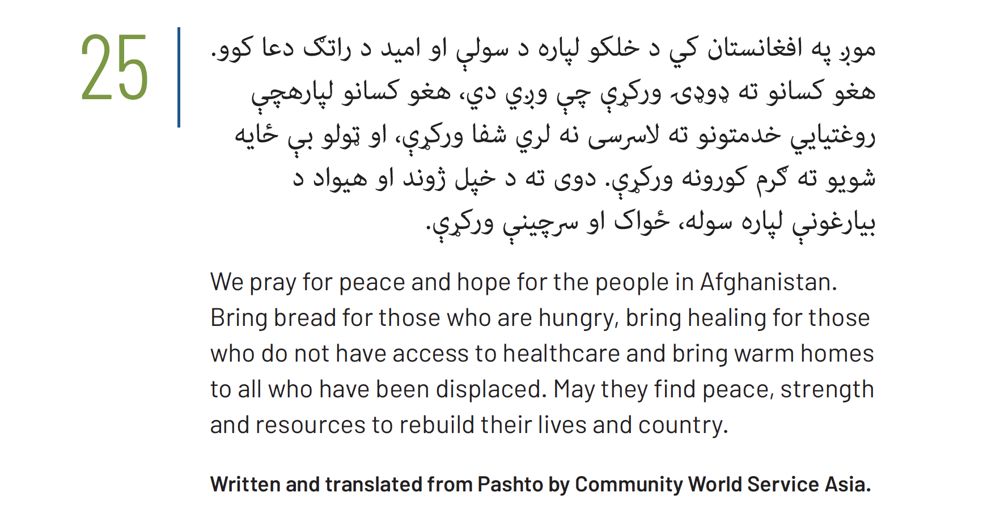 25
موږ په افغانستان کې د خلکو لپاره د سولې او امید د راتګ دعا کوو.
هغو کسانو ته ډوډۍ ورکړې چې وږي دي، هغو کسانو لپارهچې
روغتیایي خدمتونو ته لاسرسی نه لري شفا ورکړې، او ټولو بې ځایه
شویو ته ګرم کورونه ورکړې. دوی ته د خپل ژوند او هیواد د
بیارغونې لپاره سوله، ځواک او سرچینې ورکړې.
We pray for peace and hope for the people in Afghanistan.
Bring bread for those who are hungry, bring healing for those
who do not have access to healthcare and bring warm homes
to all who have been displaced. May they find peace, strength
and resources to rebuild their lives and country.
Written and translated from Pashto by Community World Service Asia.